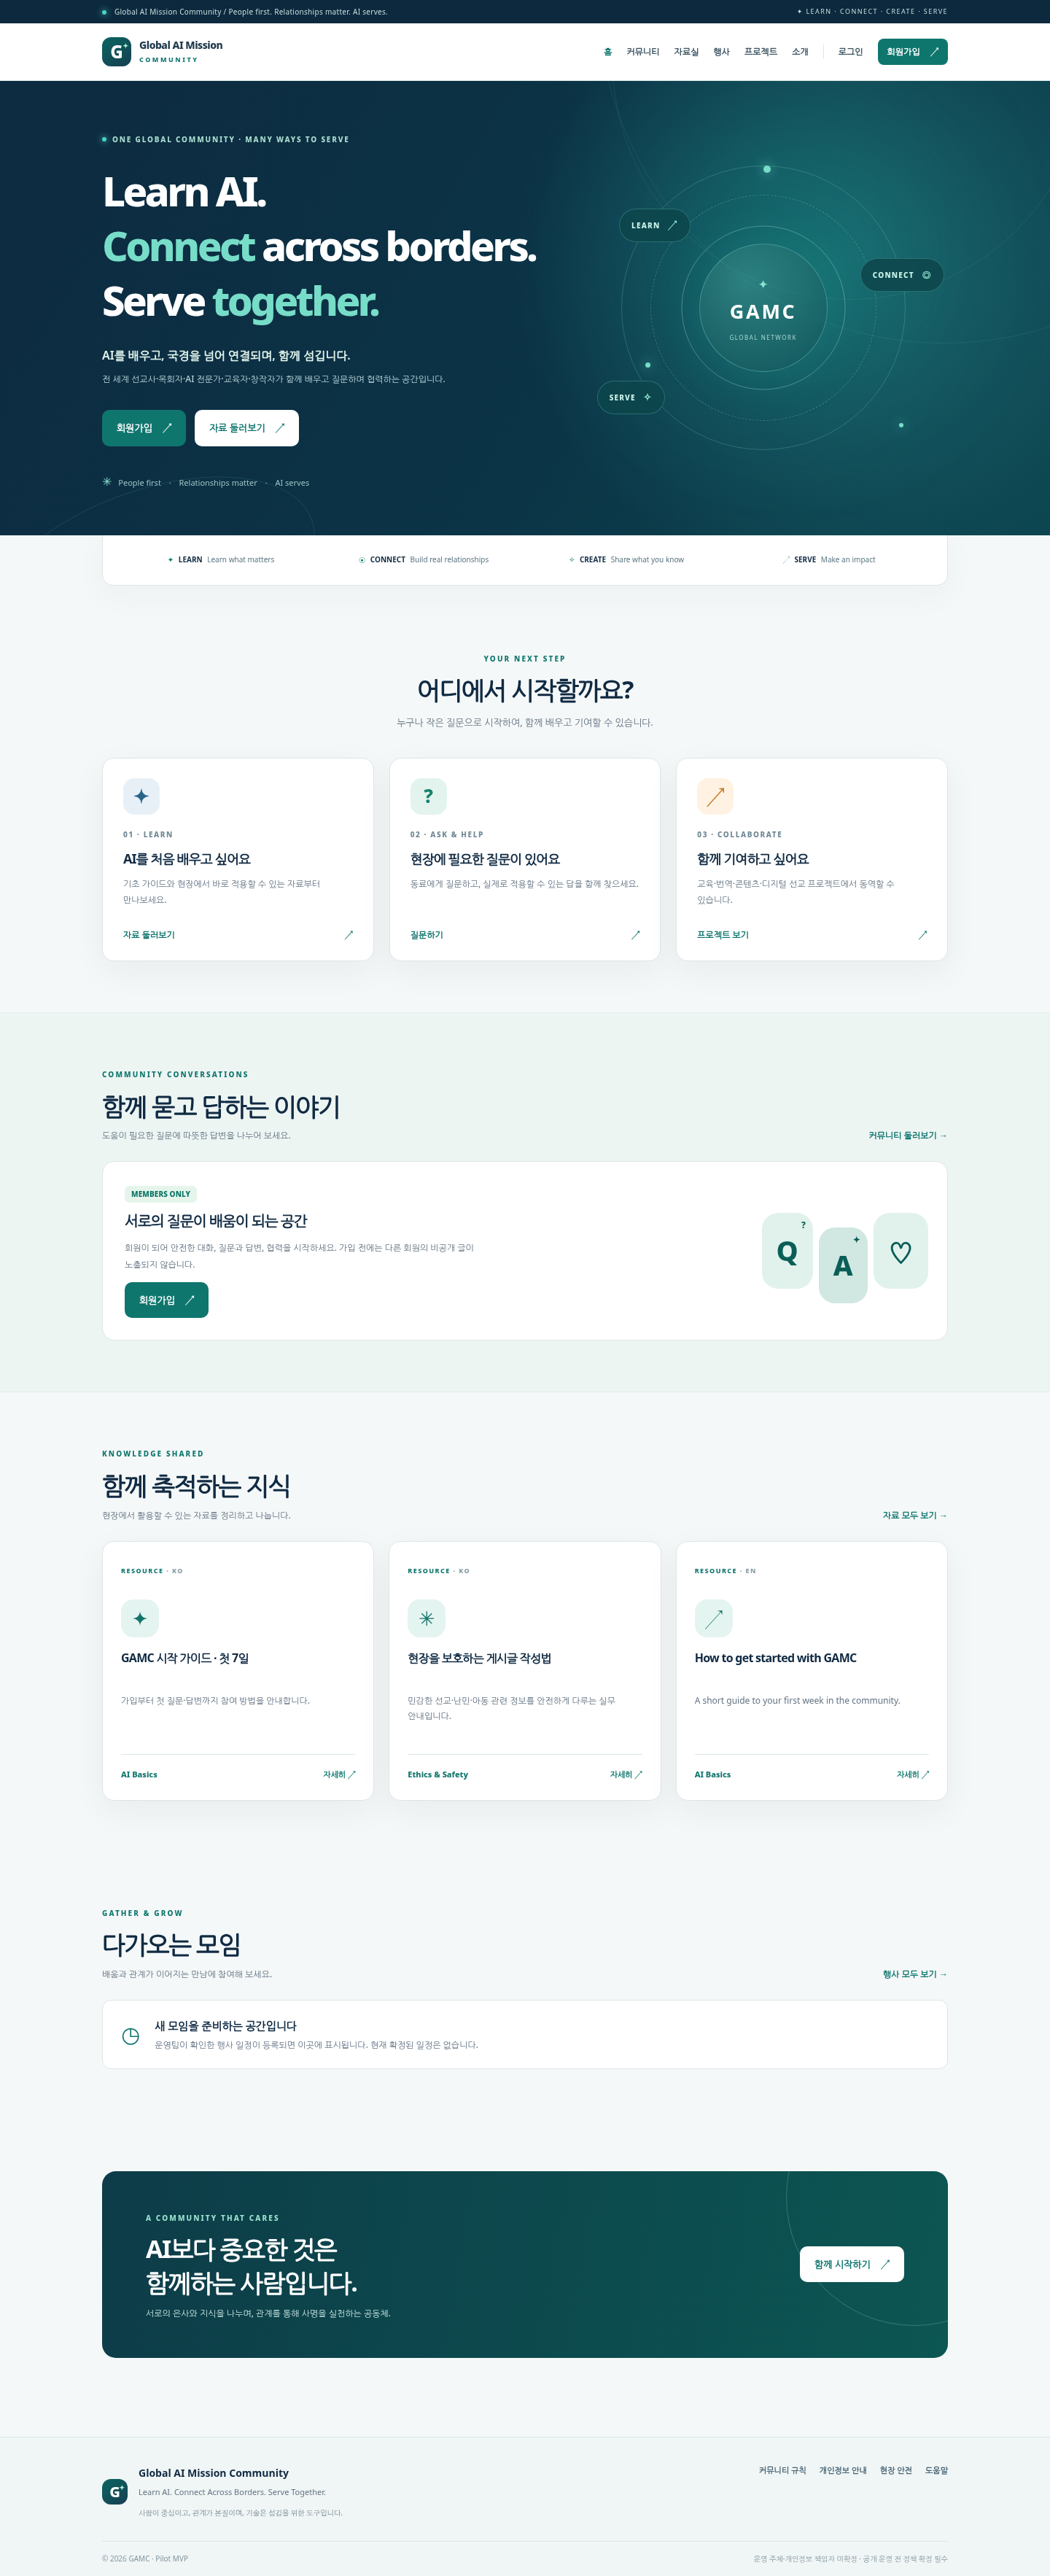 Global AI Mission Community / People first. Relationships matter. AI serves.
✦ LEARN · CONNECT · CREATE · SERVE
G
Global AI Mission
COMMUNITY
홈
커뮤니티
자료실
행사
프로젝트
소개
로그인
회원가입 ↗
ONE GLOBAL COMMUNITY · MANY WAYS TO SERVE
Learn AI.
Connect across borders.
Serve together.
AI를 배우고, 국경을 넘어 연결되며, 함께 섬깁니다.
전 세계 선교사·목회자·AI 전문가·교육자·창작자가 함께 배우고 질문하며 협력하는 공간입니다.
회원가입 ↗
자료 둘러보기 ↗
✳ People first · Relationships matter · AI serves
LEARN ↗
CONNECT ◎
✦
GAMC
GLOBAL NETWORK
SERVE ✧
✦ LEARN Learn what matters
◉ CONNECT Build real relationships
✧ CREATE Share what you know
↗ SERVE Make an impact
YOUR NEXT STEP
어디에서 시작할까요?
누구나 작은 질문으로 시작하여, 함께 배우고 기여할 수 있습니다.
✦
01 · LEARN
AI를 처음 배우고 싶어요
기초 가이드와 현장에서 바로 적용할 수 있는 자료부터
만나보세요.
자료 둘러보기 ↗
?
02 · ASK & HELP
현장에 필요한 질문이 있어요
동료에게 질문하고, 실제로 적용할 수 있는 답을 함께 찾으세요.
질문하기 ↗
↗
03 · COLLABORATE
함께 기여하고 싶어요
교육·번역·콘텐츠·디지털 선교 프로젝트에서 동역할 수
있습니다.
프로젝트 보기 ↗
COMMUNITY CONVERSATIONS
함께 묻고 답하는 이야기
도움이 필요한 질문에 따뜻한 답변을 나누어 보세요.
커뮤니티 둘러보기 →
MEMBERS ONLY
서로의 질문이 배움이 되는 공간
회원이 되어 안전한 대화, 질문과 답변, 협력을 시작하세요. 가입 전에는 다른 회원의 비공개 글이
노출되지 않습니다.
회원가입 ↗
Q ?
A ✦
♡
KNOWLEDGE SHARED
함께 축적하는 지식
현장에서 활용할 수 있는 자료를 정리하고 나눕니다.
자료 모두 보기 →
RESOURCE · KO
✦
GAMC 시작 가이드 · 첫 7일
가입부터 첫 질문·답변까지 참여 방법을 안내합니다.
AI Basics
자세히 ↗
RESOURCE · KO
✳
현장을 보호하는 게시글 작성법
민감한 선교·난민·아동 관련 정보를 안전하게 다루는 실무
안내입니다.
Ethics & Safety
자세히 ↗
RESOURCE · EN
↗
How to get started with GAMC
A short guide to your first week in the community.
AI Basics
자세히 ↗
GATHER & GROW
다가오는 모임
배움과 관계가 이어지는 만남에 참여해 보세요.
행사 모두 보기 →
새 모임을 준비하는 공간입니다
운영팀이 확인한 행사 일정이 등록되면 이곳에 표시됩니다. 현재 확정된 일정은 없습니다.
A COMMUNITY THAT CARES
AI보다 중요한 것은
함께하는 사람입니다.
서로의 은사와 지식을 나누며, 관계를 통해 사명을 실천하는 공동체.
함께 시작하기 ↗
G
Global AI Mission Community
Learn AI. Connect Across Borders. Serve Together.
사람이 중심이고, 관계가 본질이며, 기술은 섬김을 위한 도구입니다.
커뮤니티 규칙
개인정보 안내
현장 안전
도움말
© 2026 GAMC · Pilot MVP
운영 주체·개인정보 책임자 미확정 · 공개 운영 전 정책 확정 필수